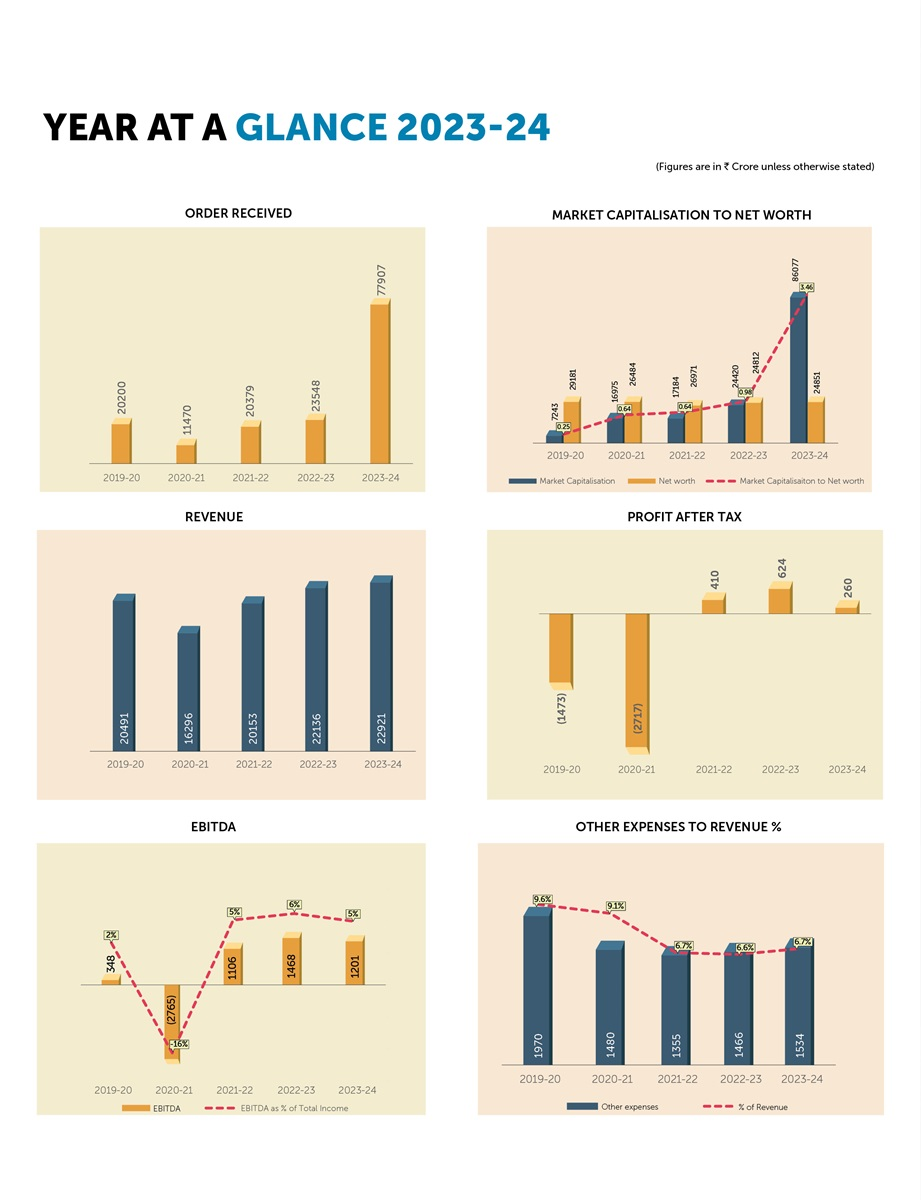 YEAR AT A GLANCE 2023-24
(Figures are in ₹ Crore unless otherwise stated)
ORDER RECEIVED
20200
11470
20379
23548
77907
2019-20 2020-21 2021-22 2022-23 2023-24
MARKET CAPITALISATION TO NET WORTH
7243
29181
0.25
16975
26484
0.64
17184
26971
0.64
24420
24812
0.98
86077
24851
3.46
2019-20 2020-21 2021-22 2022-23 2023-24
Market Capitalisation Net worth Market Capitalisaiton to Net worth
REVENUE
20491
16296
20153
22136
22921
2019-20 2020-21 2021-22 2022-23 2023-24
PROFIT AFTER TAX
(1473)
(2717)
410
624
260
2019-20 2020-21 2021-22 2022-23 2023-24
EBITDA
2%
348
(2765)
-16%
5%
1106
6%
1468
5%
1201
2019-20 2020-21 2021-22 2022-23 2023-24
EBITDA EBITDA as % of Total Income
OTHER EXPENSES TO REVENUE %
9.6%
1970
9.1%
1480
6.7%
1355
6.6%
1466
6.7%
1534
2019-20 2020-21 2021-22 2022-23 2023-24
Other expenses % of Revenue